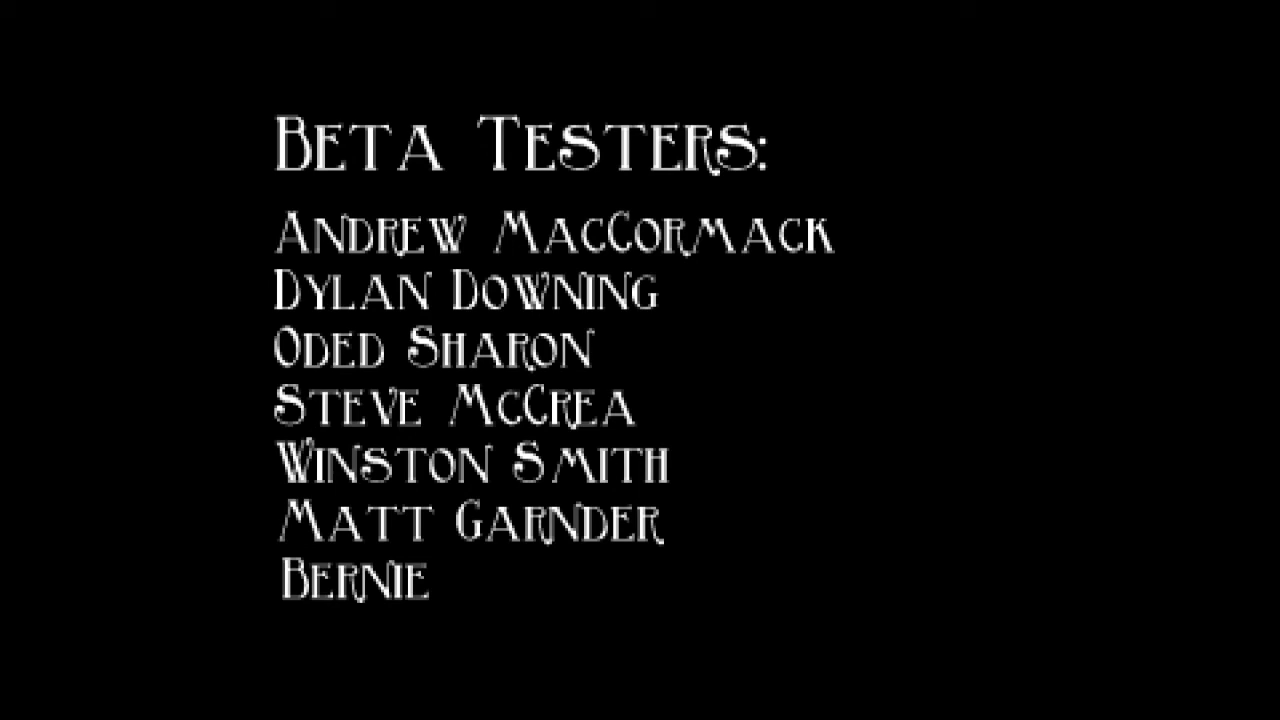 Beta Testers:
Andrew MacCormack
Dylan Downing
Oded Sharon
Steve McCrea
Winston Smith
Matt Garnder
Bernie